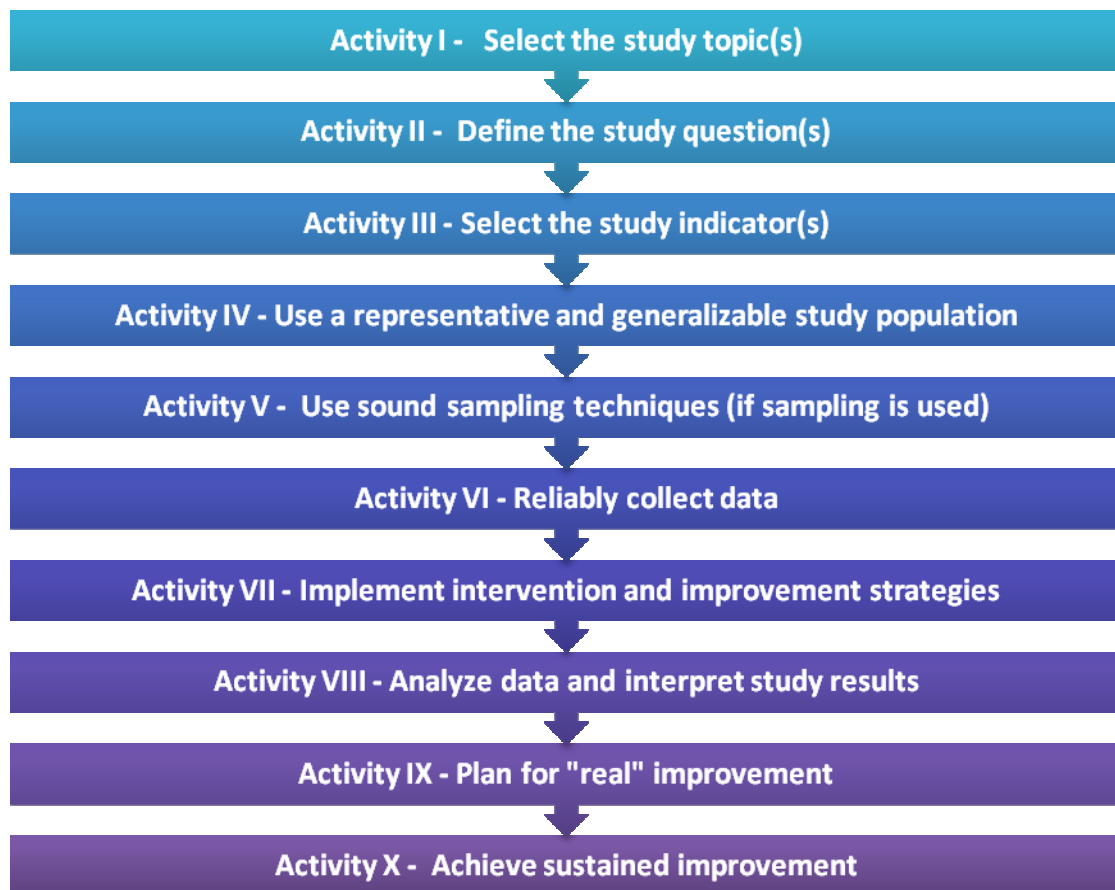 Activity I - Select the study topic(s)
Activity II - Define the study question(s)
Activity III - Select the study indicator(s)
Activity IV - Use a representative and generalizable study population
Activity V - Use sound sampling techniques (if sampling is used)
Activity VI - Reliably collect data
Activity VII - Implement intervention and improvement strategies
Activity VIII - Analyze data and interpret study results
Activity IX - Plan for "real" improvement
Activity X - Achieve sustained improvement